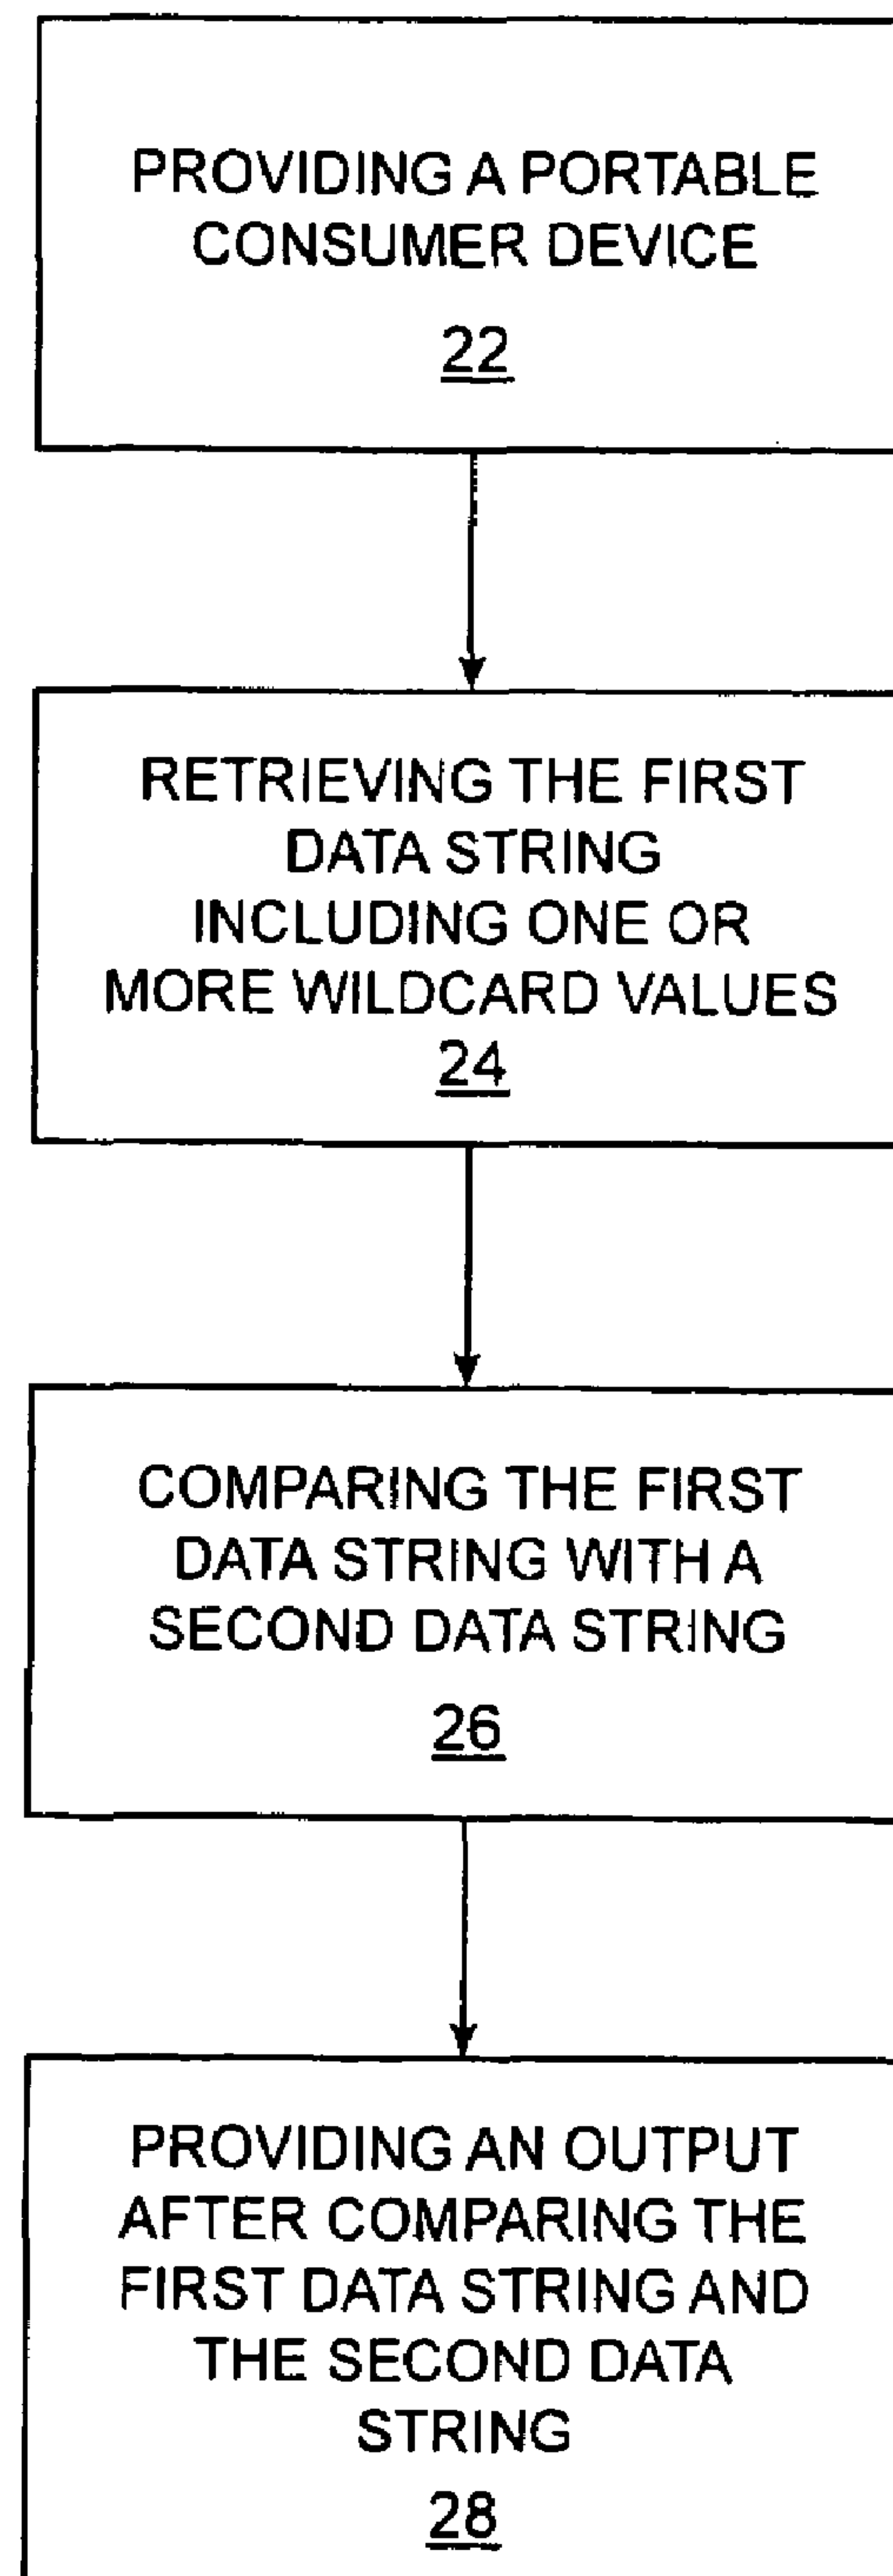 PROVIDING A PORTABLE
CONSUMER DEVICE
22
RETRIEVING THE FIRST
DATA STRING
INCLUDING ONE OR
MORE WILDCARD VALUES
24
COMPARING THE FIRST
DATA STRING WITH A
SECOND DATA STRING
26
PROVIDING AN OUTPUT
AFTER COMPARING THE
FIRST DATA STRING AND
THE SECOND DATA
STRING
28